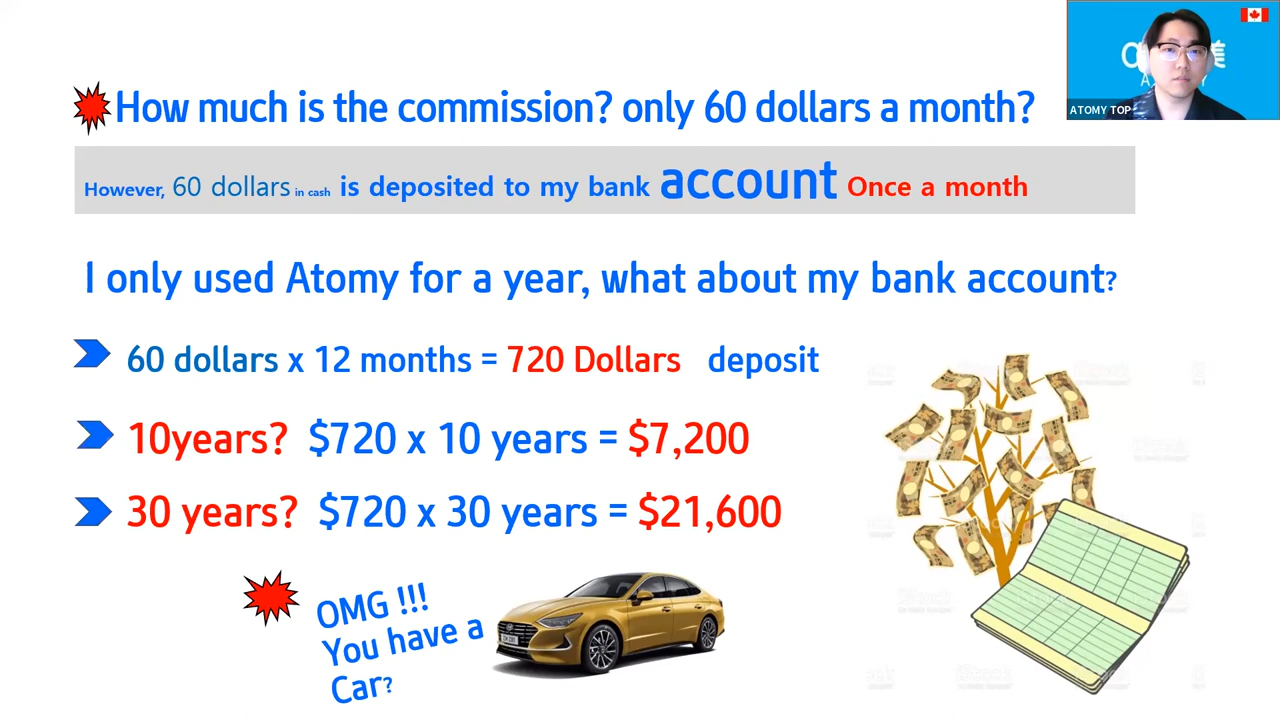 How much is the commission? only 60 dollars a month?
ATOMY TOP
However, 60 dollars in cash is deposited to my bank account Once a month
I only used Atomy for a year, what about my bank account?
60 dollars x 12 months = 720 Dollars deposit
10years? $720 x 10 years = $7,200
30 years? $720 x 30 years = $21,600
OMG !!!
You have a
Car?